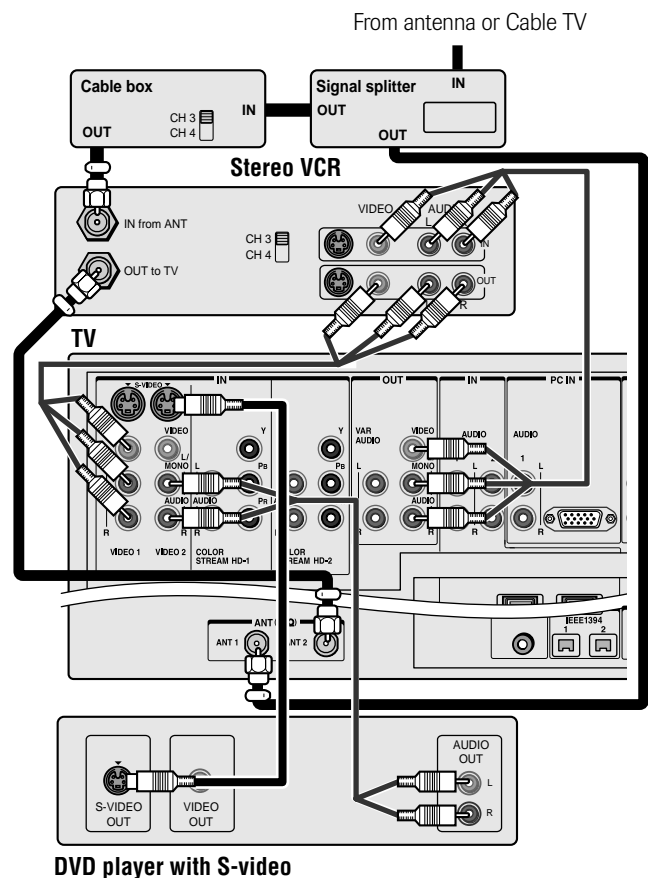 From antenna or Cable TV
Cable box
CH 3
CH 4
IN
OUT
Signal splitter
IN
OUT
OUT
Stereo VCR
IN from ANT
OUT to TV
CH 3
CH 4
VIDEO
L
IN
OUT
R
TV
S-VIDEO
IN
OUT
IN
PC IN
VIDEO
L/
MONO
L
AUDIO
AUDIO
R
R
Y
PB
PR
Y
PB
VAR
AUDIO
L
R
VIDEO
MONO
AUDIO
AUDIO
R
AUDIO
1
L
R
VIDEO 1
VIDEO 2
COLOR
STREAM HD-1
STREAM HD-2
ANT
ANT 1
ANT 2
IEEE1394
1
2
S-VIDEO
OUT
VIDEO
OUT
AUDIO
OUT
L
R
DVD player with S-video